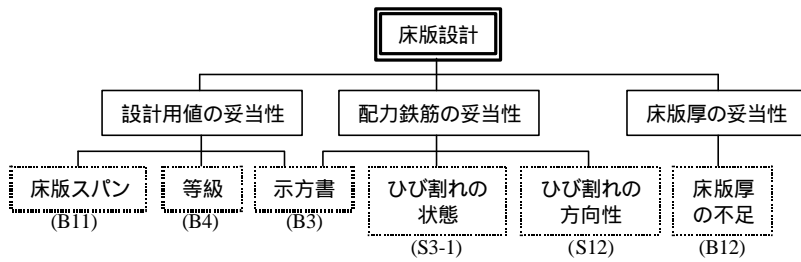 床版設計
設計用値の妥当性
配力鉄筋の妥当性
床版厚の妥当性
床版スパン
等級
示方書
ひび割れの
状態
ひび割れの
方向性
床版厚
の不足
(B11)
(B4)
(B3)
(S3-1)
(S12)
(B12)